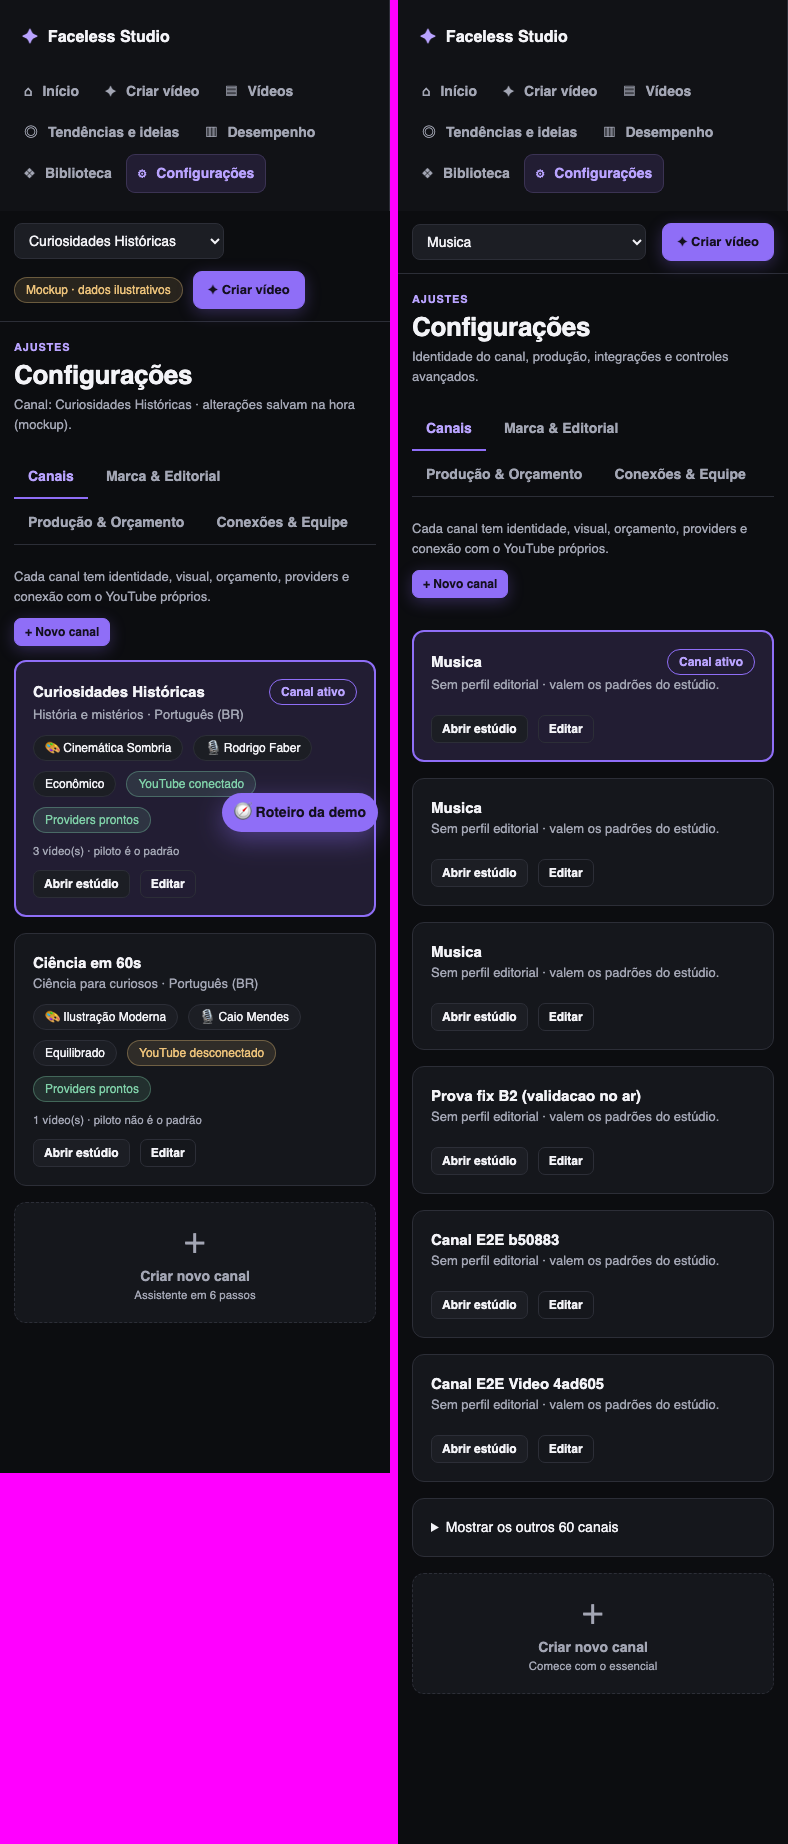 Faceless Studio
Início
Criar vídeo
Vídeos
Tendências e ideias
Desempenho
Biblioteca
Configurações
Curiosidades Históricas
Mockup · dados ilustrativos
Criar vídeo
AJUSTES
Configurações
Canal: Curiosidades Históricas · alterações salvam na hora
(mockup).
Canais
Marca & Editorial
Produção & Orçamento
Conexões & Equipe
Cada canal tem identidade, visual, orçamento, providers e
conexão com o YouTube próprios.
+ Novo canal
Curiosidades Históricas
Canal ativo
História e mistérios · Português (BR)
Cinemática Sombria
Rodrigo Faber
Econômico
YouTube conectado
Providers prontos
Roteiro da demo
3 vídeo(s) · piloto é o padrão
Abrir estúdio
Editar
Ciência em 60s
Ciência para curiosos · Português (BR)
Ilustração Moderna
Caio Mendes
Equilibrado
YouTube desconectado
Providers prontos
1 vídeo(s) · piloto não é o padrão
Abrir estúdio
Editar
+
Criar novo canal
Assistente em 6 passos
Faceless Studio
Início
Criar vídeo
Vídeos
Tendências e ideias
Desempenho
Biblioteca
Configurações
Musica
Criar vídeo
AJUSTES
Configurações
Identidade do canal, produção, integrações e controles
avançados.
Canais
Marca & Editorial
Produção & Orçamento
Conexões & Equipe
Cada canal tem identidade, visual, orçamento, providers e
conexão com o YouTube próprios.
+ Novo canal
Musica
Canal ativo
Sem perfil editorial · valem os padrões do estúdio.
Abrir estúdio
Editar
Musica
Sem perfil editorial · valem os padrões do estúdio.
Abrir estúdio
Editar
Musica
Sem perfil editorial · valem os padrões do estúdio.
Abrir estúdio
Editar
Prova fix B2 (validacao no ar)
Sem perfil editorial · valem os padrões do estúdio.
Abrir estúdio
Editar
Canal E2E b50883
Sem perfil editorial · valem os padrões do estúdio.
Abrir estúdio
Editar
Canal E2E Video 4ad605
Sem perfil editorial · valem os padrões do estúdio.
Abrir estúdio
Editar
Mostrar os outros 60 canais
+
Criar novo canal
Comece com o essencial